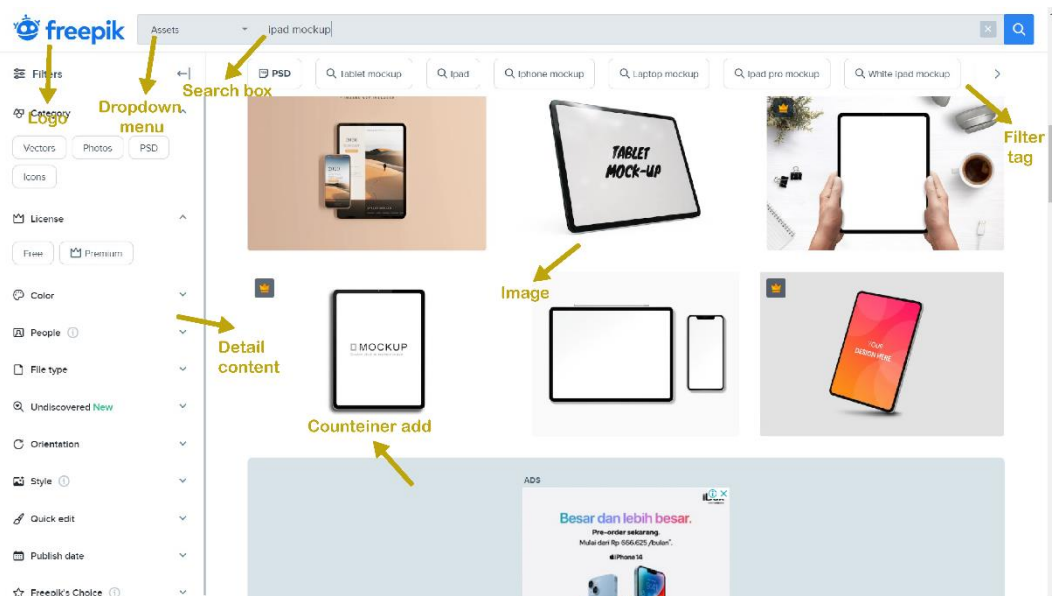 freepik
Assets
ipad mockup
Filters
PSD
Tablet mockup
Ipad
Iphone mockup
Laptop mockup
Ipad pro mockup
White ipad mockup
Search box
Dropdown
menu
Logo
Category
Filter
tag
Vectors
Photos
PSD
Icons
TABLET
MOCK-UP
License
Free
Premium
Image
Color
People
Detail
content
MOCKUP
YOUR
DESIGN HERE
File type
Undiscovered New
Counteiner add
Orientation
Style
ADS
Quick edit
Besar dan lebih besar.
Pre-order sekarang.
Mulai dari Rp 666.625 /bulan*.
iPhone 14
Publish date
Freepik's Choice